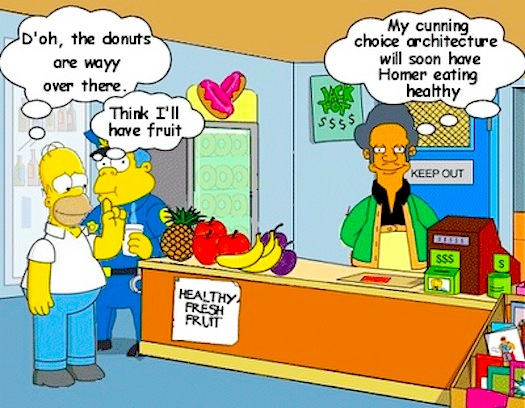 D'oh, the donuts
are wayy
over there.
My cunning
choice architecture
will soon have
Homer eating
healthy
Think I'll
have fruit
JACK
POT
S$$$
KEEP OUT
$$$
$
HEALTHY,
FRESH
FRUIT